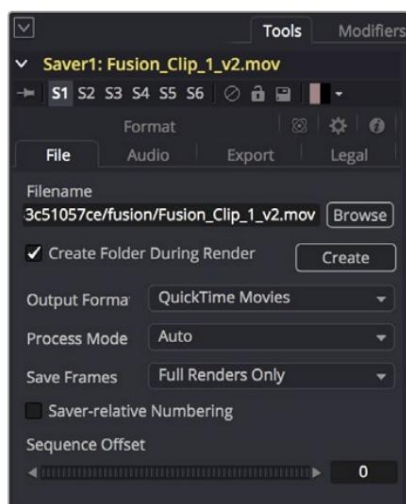 Tools Modifiers
Saver1: Fusion_Clip_1_v2.mov
S1 S2 S3 S4 S5 S6
Format
File Audio Export Legal
Filename
3c51057ce/fusion/Fusion_Clip_1_v2.mov Browse
Create Folder During Render Create
Output Forma QuickTime Movies
Process Mode Auto
Save Frames Full Renders Only
Saver-relative Numbering
Sequence Offset
0